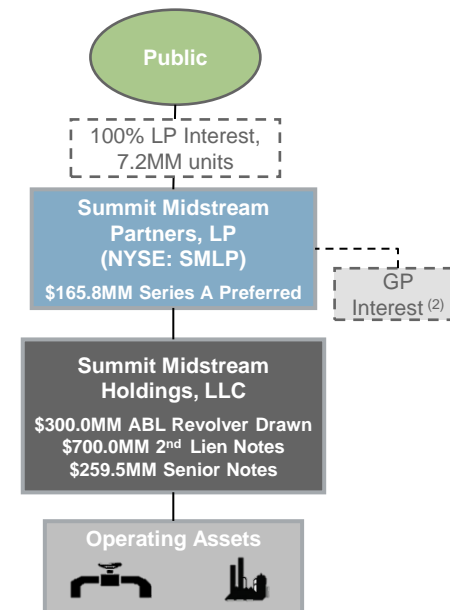 Public
100% LP Interest,
7.2MM units
Summit Midstream
Partners, LP
(NYSE: SMLP)
$165.8MM Series A Preferred
GP
Interest (2)
Summit Midstream
Holdings, LLC
$300.0MM ABL Revolver Drawn
$700.0MM 2nd Lien Notes
$259.5MM Senior Notes
Operating Assets